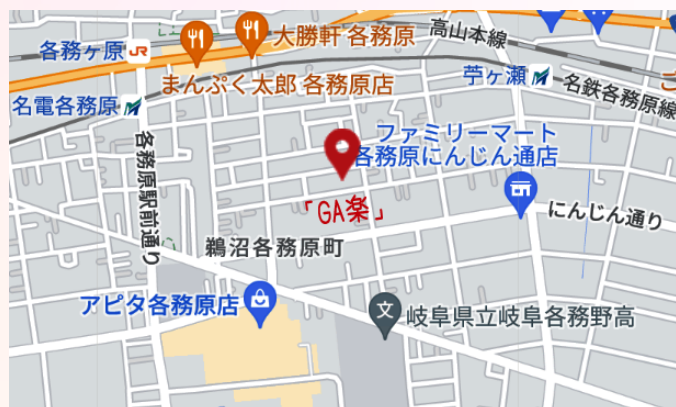 高山本線
大勝軒 各務原
各務ヶ原
JR
まんぷく太郎 各務原店
苧ヶ瀬
名電各務原
名鉄各務原線
ファミリーマート
各務原にんじん通店
各務原駅前通り
「GA楽」
にんじん通り
鵜沼各務原町
アピタ各務原店
文
岐阜県立岐阜各務野高